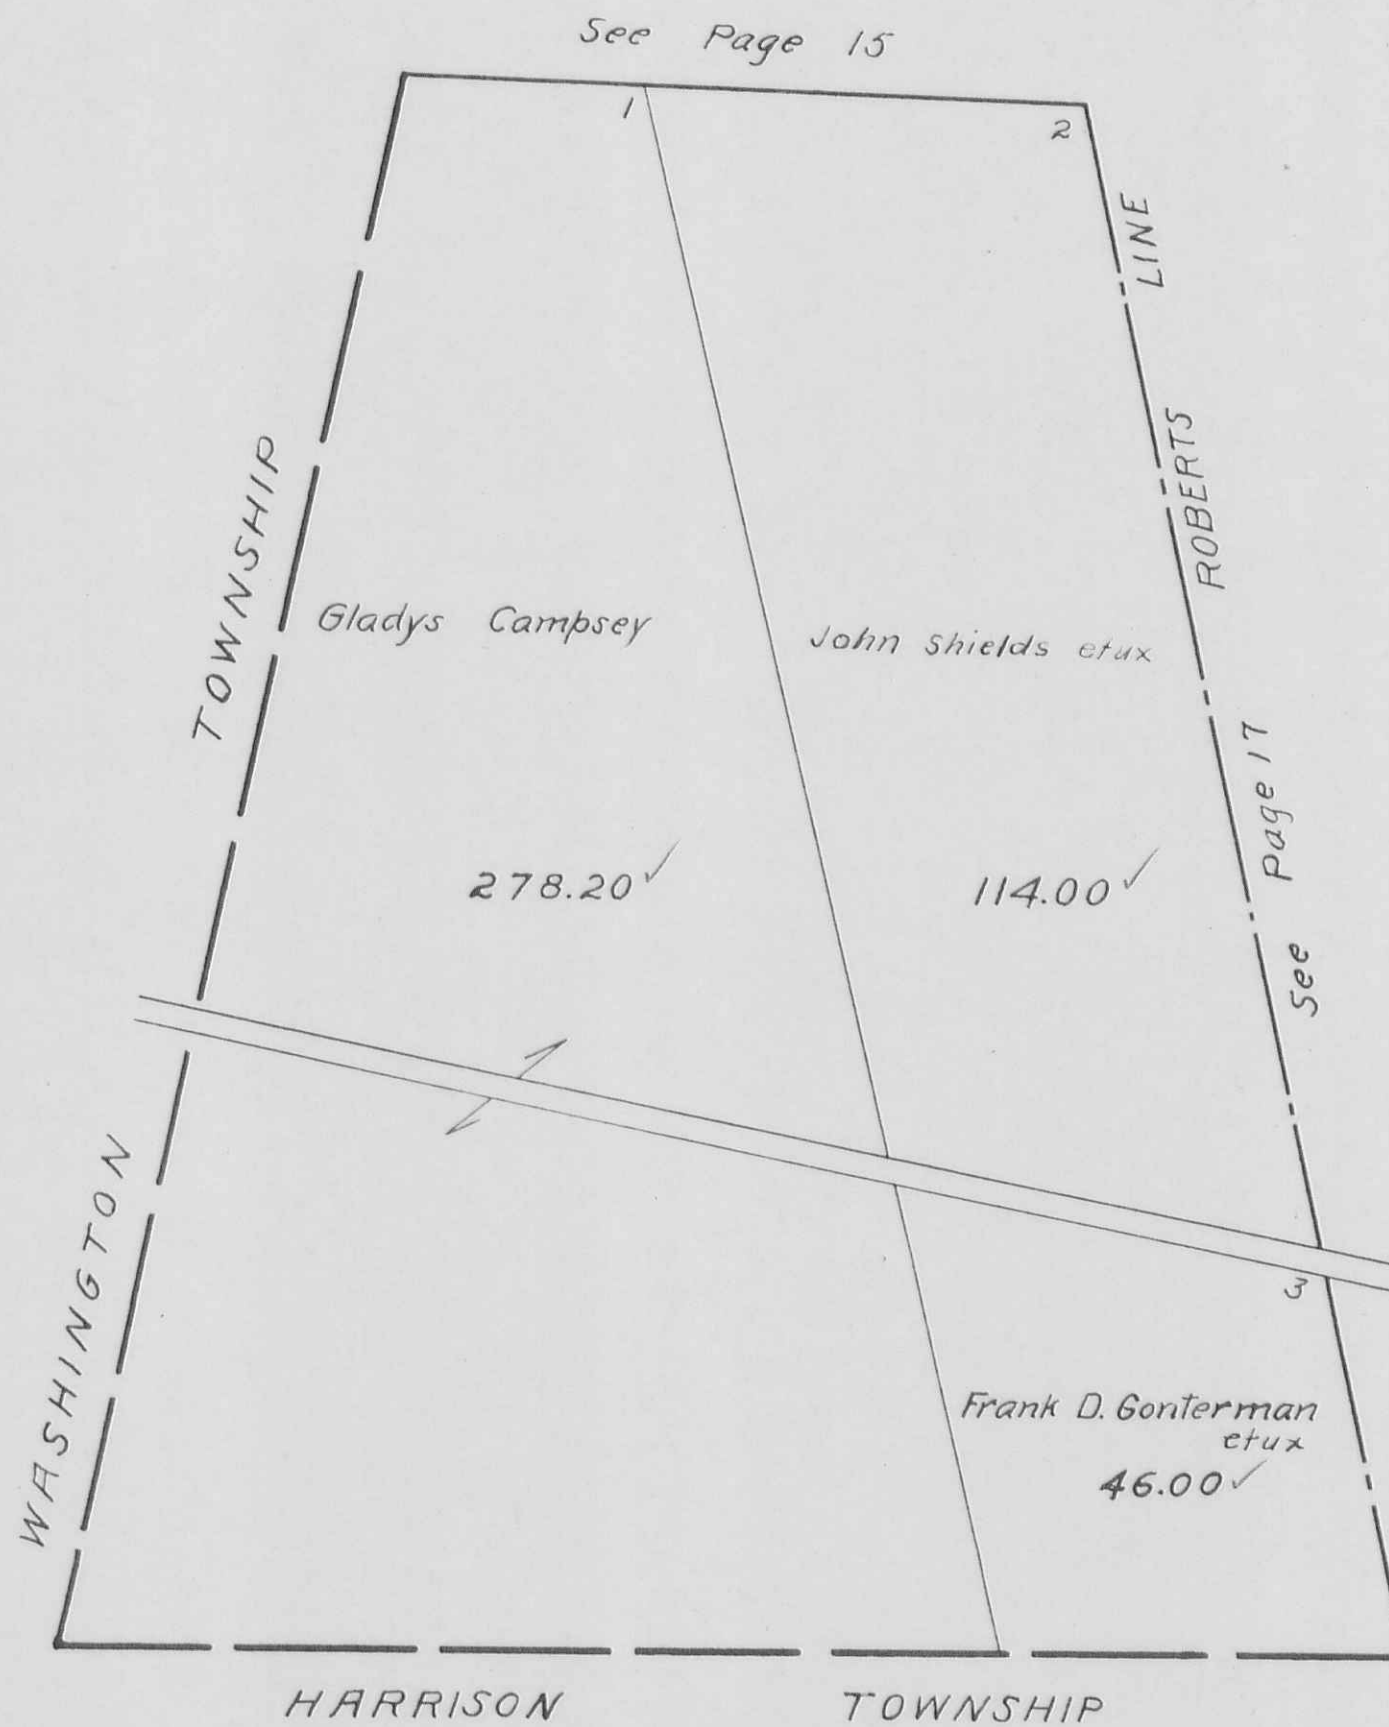 See Page 15
1
2
LINE
ROBERTS
See Page 17
WASHINGTON TOWNSHIP
Gladys Campsey
John Shields etux
278.20✓
114.00✓
3
Frank D. Gonterman
etux
46.00✓
HARRISON TOWNSHIP